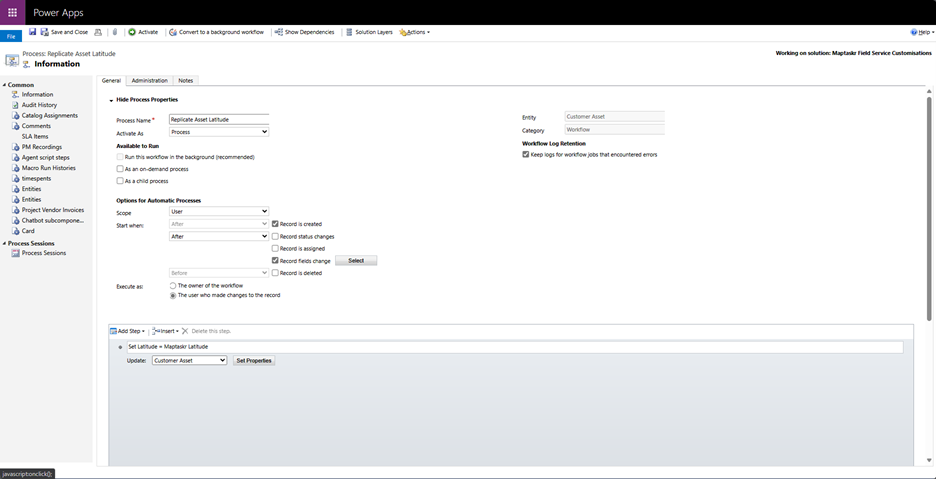 Power Apps
File
Save and Close
Activate
Convert to a background workflow
Show Dependencies
Solution Layers
Actions
Help
Process: Replicate Asset Latitude
Information
Working on solution: Maptaskr Field Service Customisations
Common
Information
Audit History
Catalog Assignments
Comments
SLA Items
PM Recordings
Agent script steps
Macro Run Histories
timespents
Entities
Entities
Project Vendor Invoices
Chatbot subcompone...
Card
Process Sessions
Process Sessions
General
Administration
Notes
Hide Process Properties
Process Name *
Replicate Asset Latitude
Activate As
Process
Available to Run
Run this workflow in the background (recommended)
As an on-demand process
As a child process
Entity
Customer Asset
Category
Workflow
Workflow Log Retention
Keep logs for workflow jobs that encountered errors
Options for Automatic Processes
Scope
User
Start when:
After
Record is created
After
Record status changes
Record is assigned
Record fields change
Select
Before
Record is deleted
Execute as:
The owner of the workflow
The user who made changes to the record
Add Step
Insert
Delete this step.
Set Latitude = Maptaskr Latitude
Update:
Customer Asset
Set Properties
javascript:onclick();